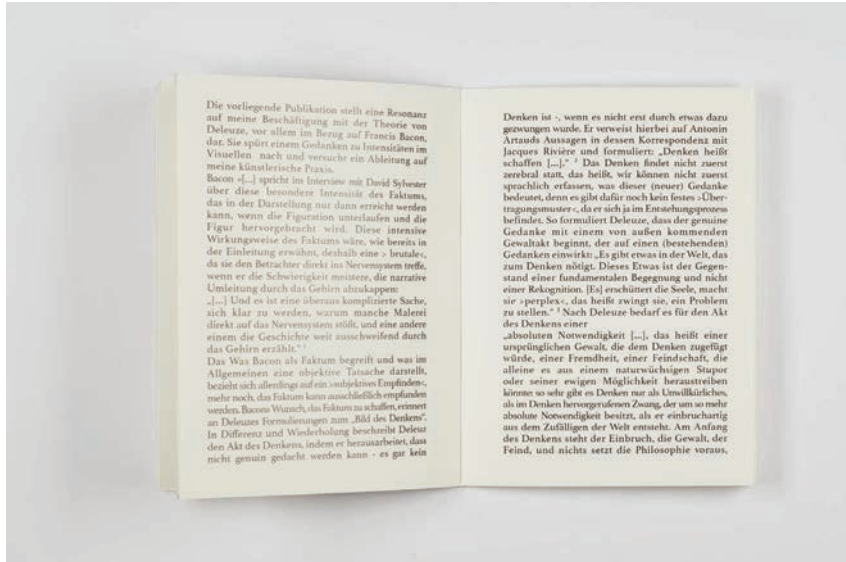 Die vorliegende Publikation stellt eine Resonanz
auf meine Beschäftigung mit der Theorie von
Deleuze, vor allem im Bezug auf Francis Bacon,
dar. Sie spürt einem Gedanken zu Intensitäten im
Visuellen nach und versucht ein Ableitung auf
meine künstlerische Praxis.
Bacon »[...] spricht im Interview mit David Sylvester
über diese besondere Intensität des Faktums,
das in der Darstellung nur dann erreicht werden
kann, wenn die Figuration unterlaufen und die
Figur hervorgebracht wird. Diese intensive
Wirkungsweise des Faktums wäre, wie bereits in
der Einleitung erwähnt, deshalb eine › brutale‹,
da sie den Betrachter direkt ins Nervensystem treffe,
wenn er die Schwierigkeit meistere, die narrative
Umleitung durch das Gehirn abzukappen:
„[...] Und es ist eine überaus komplizierte Sache,
sich klar zu werden, warum manche Malerei
direkt auf das Nervensystem stößt, und eine andere
einem die Geschichte weit ausschweifend durch
das Gehirn erzählt." ¹
Das Was Bacon als Faktum begreift und was im
Allgemeinen eine objektive Tatsache darstellt,
bezieht sich allerdings auf ein ›subjektives Empfinden‹,
mehr noch, das Faktum kann ausschließlich empfunden
werden. Bacons Wunsch, das Faktum zu schaffen, erinnert
an Deleuzes Formulierungen zum „Bild des Denkens".
In Differenz und Wiederholung beschreibt Deleuz
den Akt des Denkens, indem er herausarbeitet, dass
nicht genuin gedacht werden kann - es gar kein
Denken ist -, wenn es nicht erst durch etwas dazu
gezwungen wurde. Er verweist hierbei auf Antonin
Artauds Aussagen in dessen Korrespondenz mit
Jacques Rivière und formuliert: „Denken heißt
schaffen [...]." ² Das Denken findet nicht zuerst
zerebral statt, das heißt, wir können nicht zuerst
sprachlich erfassen, was dieser (neuer) Gedanke
bedeutet, denn es gibt dafür noch kein festes ›Über-
tragungsmuster‹, da er sich ja im Entstehungsprozess
befindet. So formuliert Deleuze, dass der genuine
Gedanke mit einem von außen kommenden
Gewaltakt beginnt, der auf einen (bestehenden)
Gedanken einwirkt: „Es gibt etwas in der Welt, das
zum Denken nötigt. Dieses Etwas ist der Gegen-
stand einer fundamentalen Begegnung und nicht
einer Rekognition. [Es] erschüttert die Seele, macht
sie ›perplex‹, das heißt zwingt sie, ein Problem
zu stellen." ³ Nach Deleuze bedarf es für den Akt
des Denkens einer
„absoluten Notwendigkeit [...], das heißt einer
ursprünglichen Gewalt, die dem Denken zugefügt
würde, einer Fremdheit, einer Feindschaft, die
alleine es aus einem naturwüchsigen Stupor
oder seiner ewigen Möglichkeit heraustreiben
könnte: so sehr gibt es Denken nur als Unwillkürliches,
als im Denken hervorgerufenen Zwang, der um so mehr
absolute Notwendigkeit besitzt, als er einbruchartig
aus dem Zufälligen der Welt entsteht. Am Anfang
des Denkens steht der Einbruch, die Gewalt, der
Feind, und nichts setzt die Philosophie voraus,